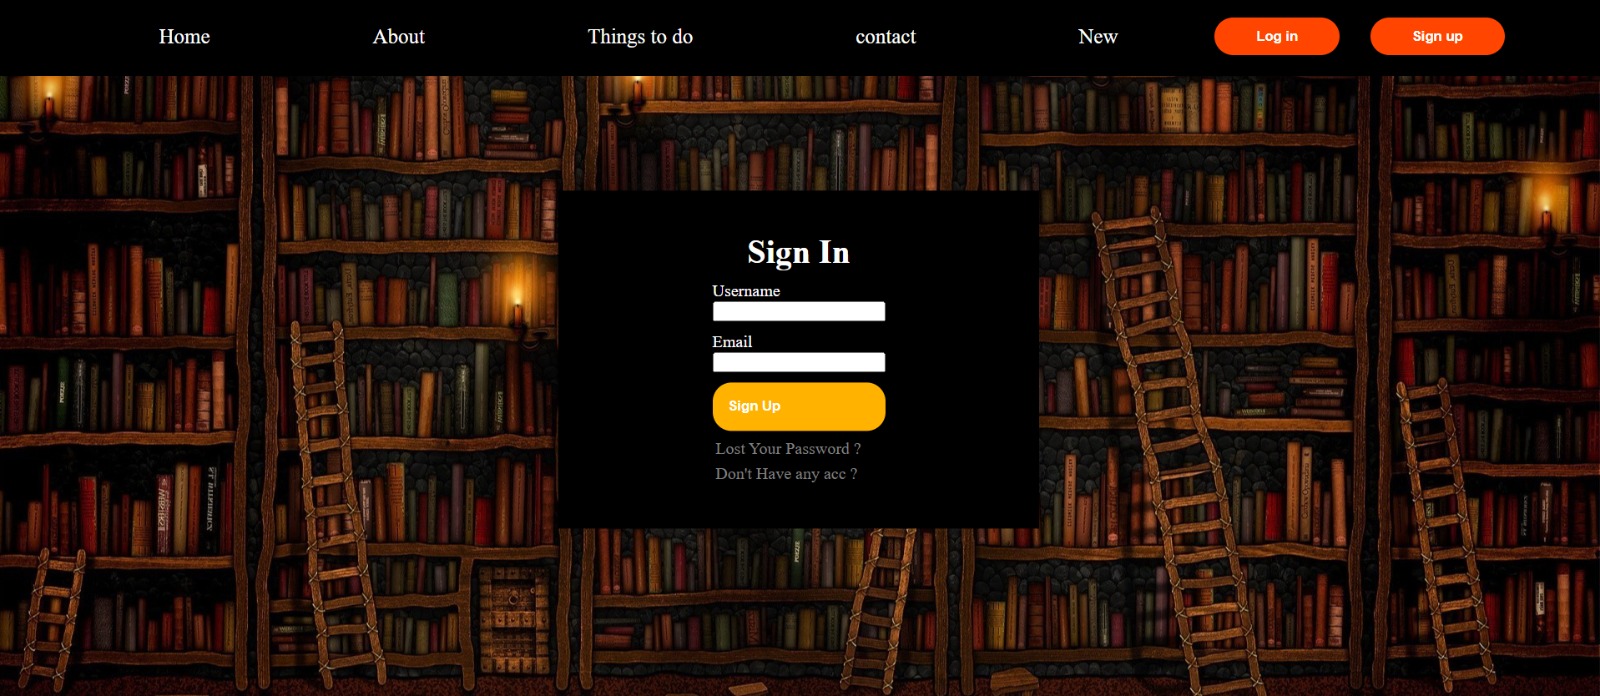 Home About Things to do contact New Log in Sign up
Sign In
Username
Email
Sign Up
Lost Your Password ?
Don't Have any acc ?